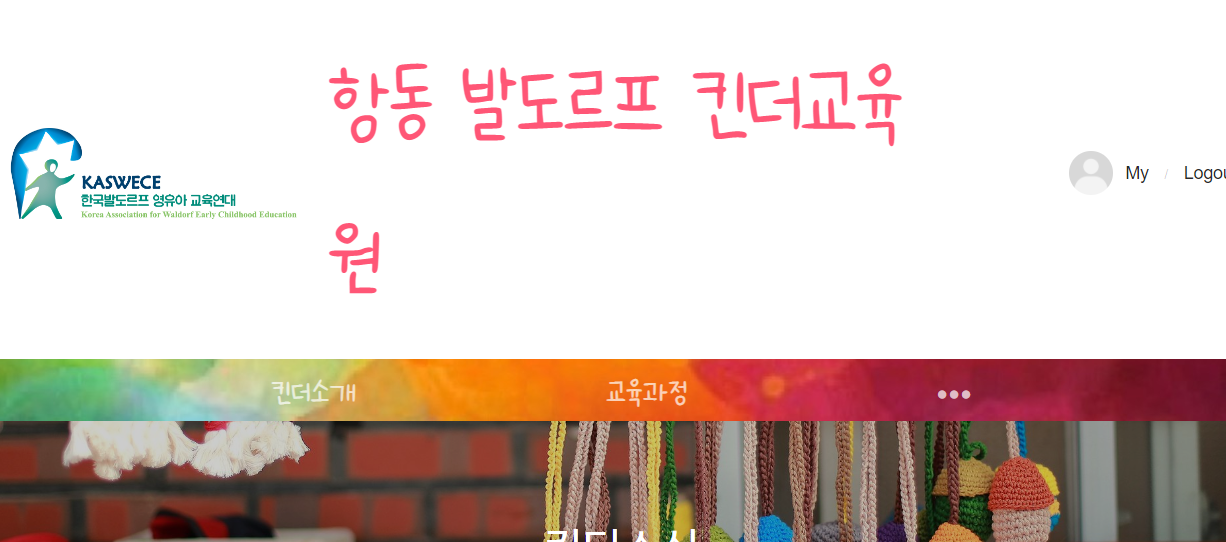 항동 발도르프 킨더교육
원
KASWECE
한국발도르프 영유아 교육연대
Korea Association for Waldorf Early Childhood Education
My / Logou
킨더소개 교육과정 •••